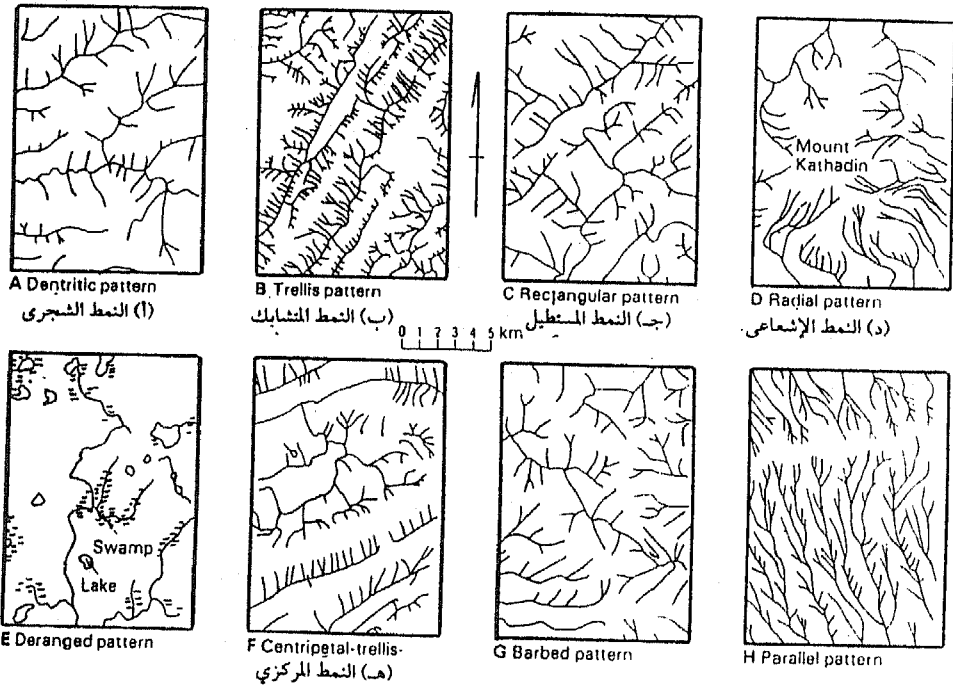 Mount
Kathadin
A Dentritic pattern
B Trellis pattern
C Rectangular pattern
D Radial pattern
(أ) النمط الشجرى
(ب) النمط المتشابك
(جـ) النمط المستطيل
(د) النمط الإشعاعى
0 1 2 3 4 5 km
Swamp
Lake
E Deranged pattern
F Centripetal-trellis-
G Barbed pattern
H Parallel pattern
(هـ) النمط المركزي